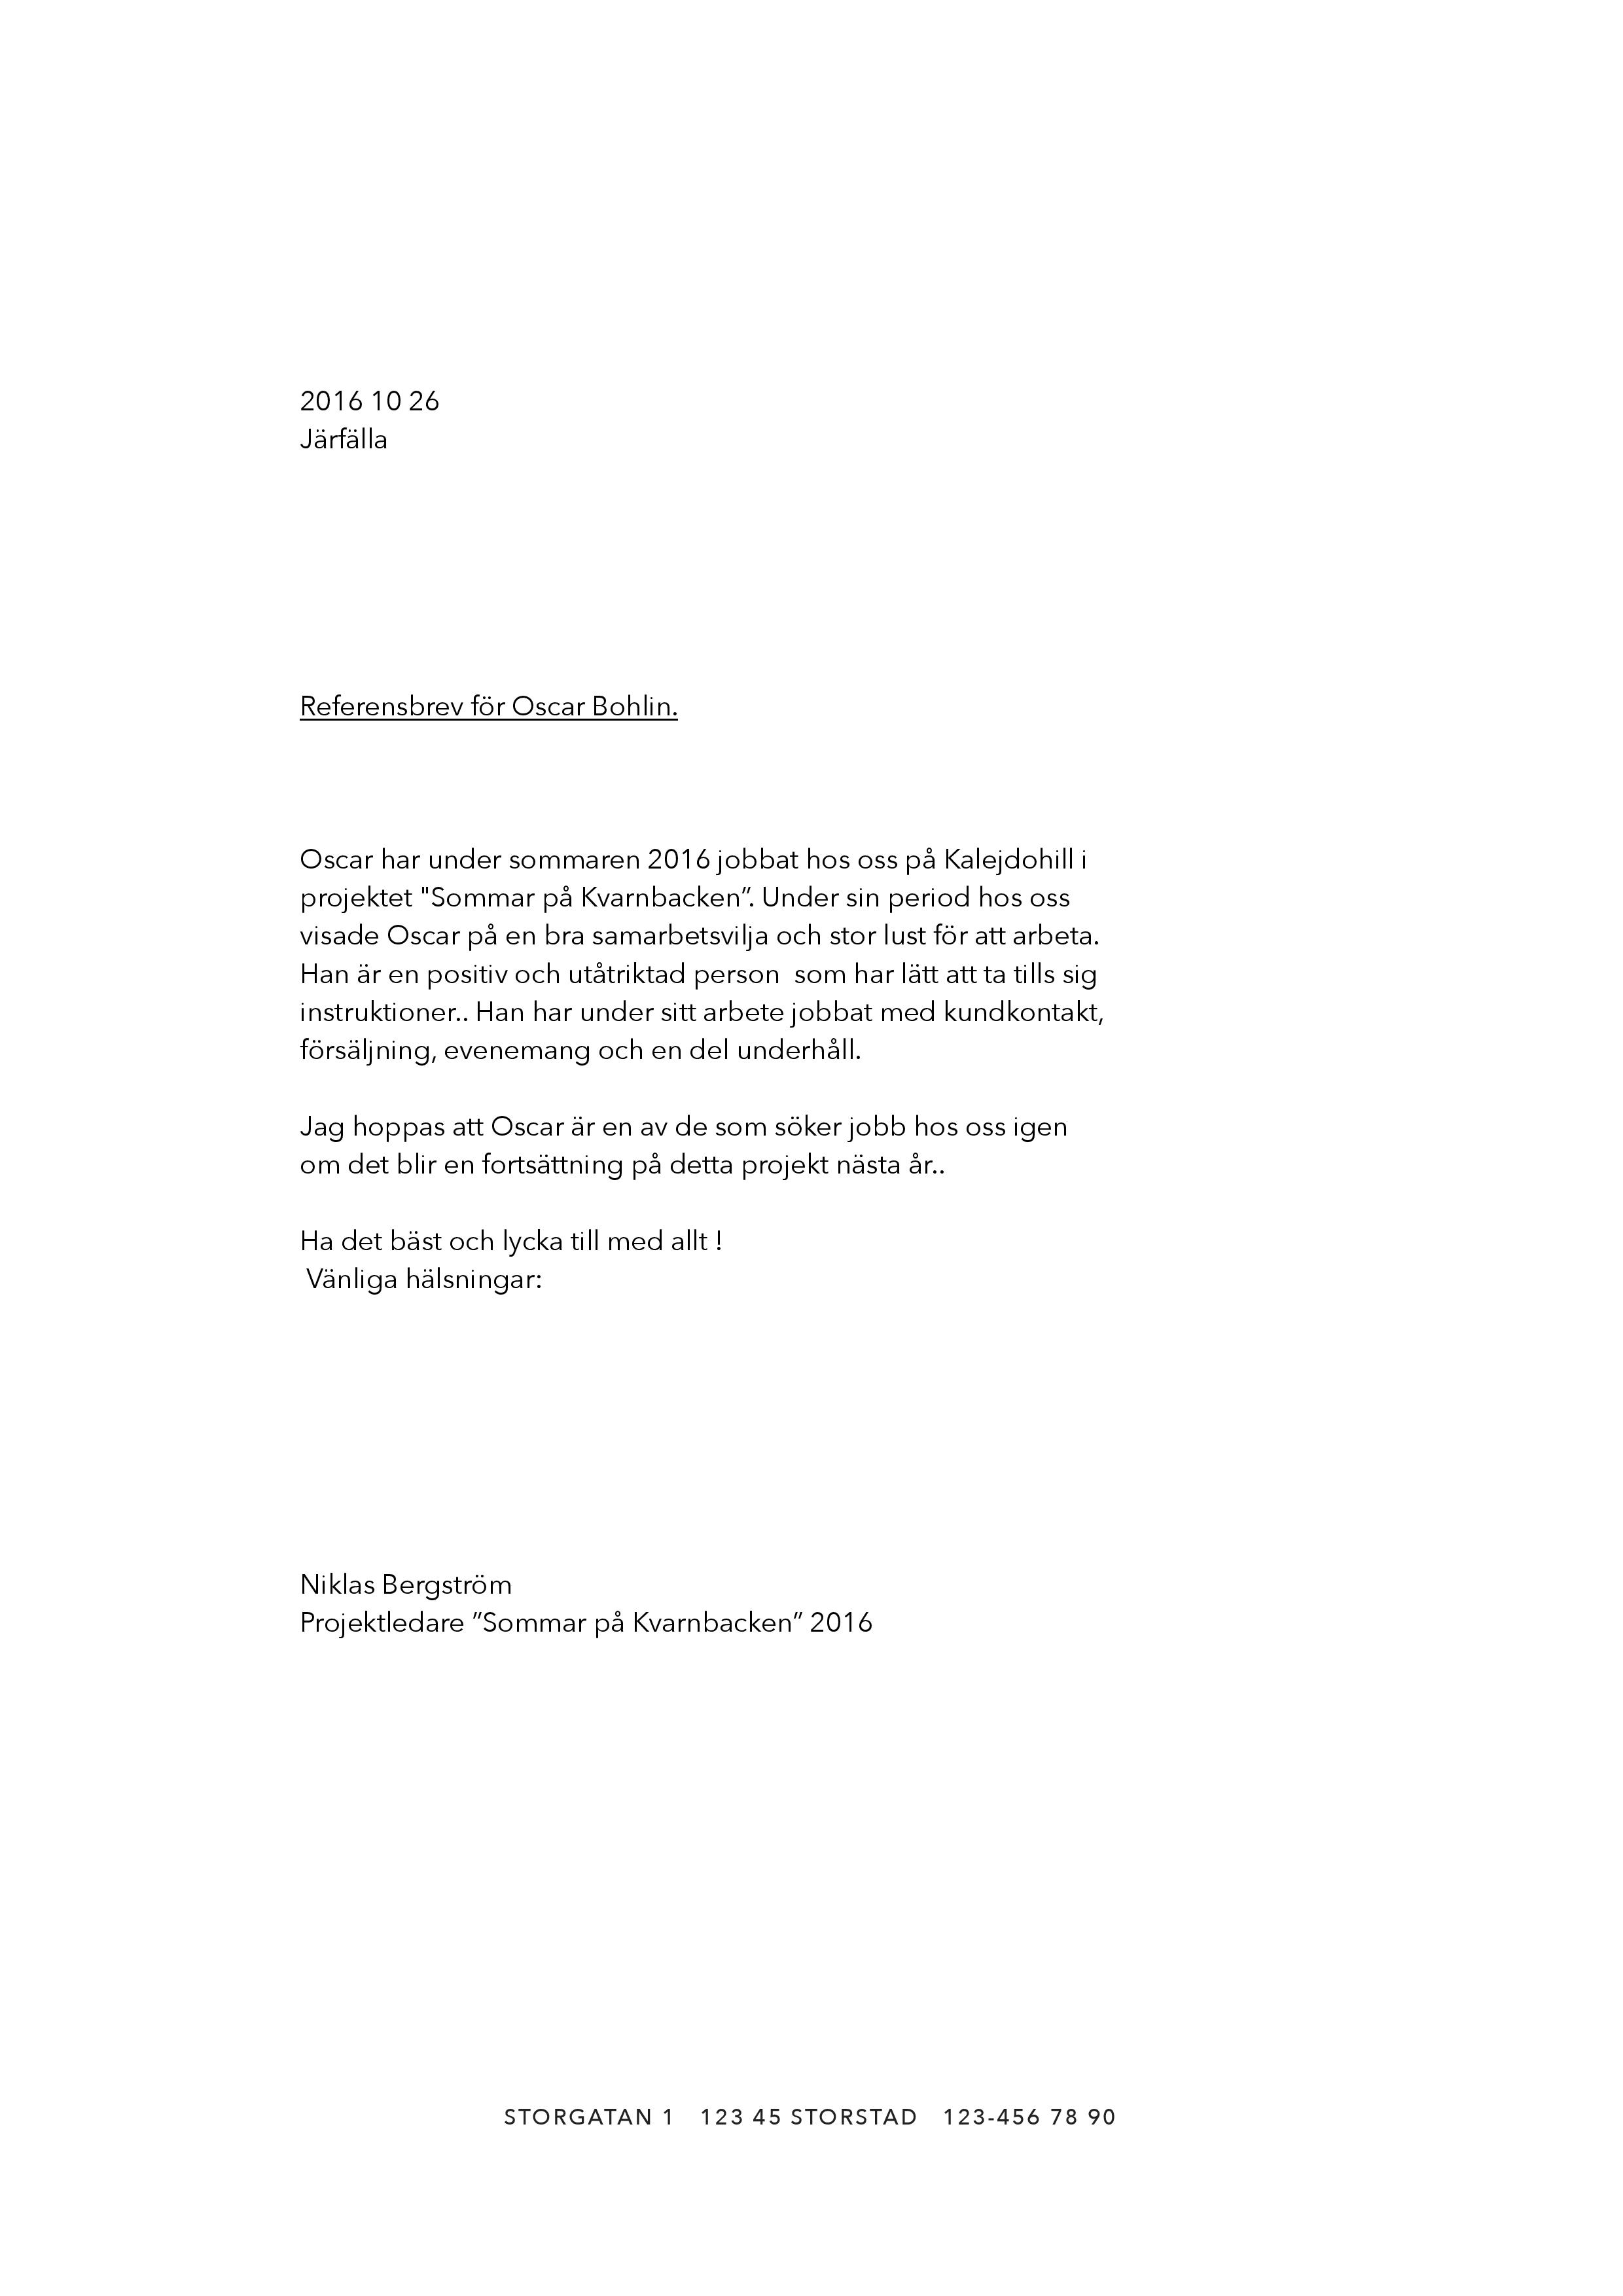 2016 10 26
Järfälla
Referensbrev för Oscar Bohlin.
Oscar har under sommaren 2016 jobbat hos oss på Kalejdohill i
projektet "Sommar på Kvarnbacken”. Under sin period hos oss
visade Oscar på en bra samarbetsvilja och stor lust för att arbeta.
Han är en positiv och utåtriktad person  som har lätt att ta tills sig
instruktioner.. Han har under sitt arbete jobbat med kundkontakt,
försäljning, evenemang och en del underhåll.
Jag hoppas att Oscar är en av de som söker jobb hos oss igen
om det blir en fortsättning på detta projekt nästa år..
Ha det bäst och lycka till med allt !
Vänliga hälsningar:
Niklas Bergström
Projektledare ”Sommar på Kvarnbacken” 2016
STORGATAN 1   123 45 STORSTAD   123-456 78 90